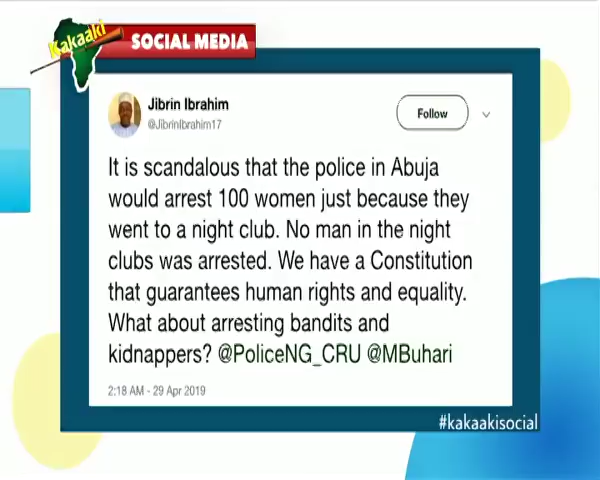 Kakaaki
SOCIAL MEDIA
Jibrin Ibrahim
@JibrinIbrahim17
Follow
It is scandalous that the police in Abuja
would arrest 100 women just because they
went to a night club. No man in the night
clubs was arrested. We have a Constitution
that guarantees human rights and equality.
What about arresting bandits and
kidnappers? @PoliceNG_CRU @MBuhari
2:18 AM - 29 Apr 2019
#kakaakisocial